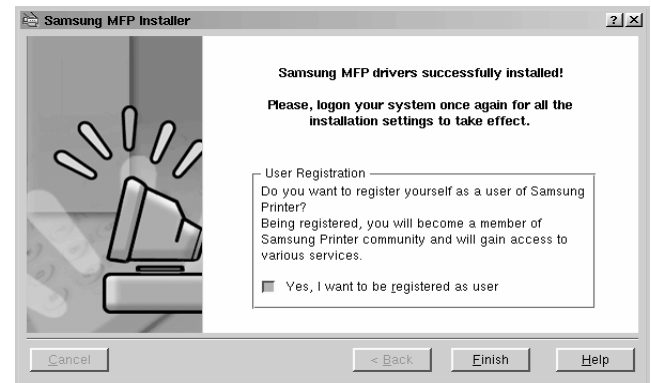 Samsung MFP Installer
Samsung MFP drivers successfully installed!
Please, logon your system once again for all the
installation settings to take effect.
User Registration
Do you want to register yourself as a user of Samsung
Printer?
Being registered, you will become a member of
Samsung Printer community and will gain access to
various services.
Yes, I want to be registered as user
Cancel < Back Finish Help